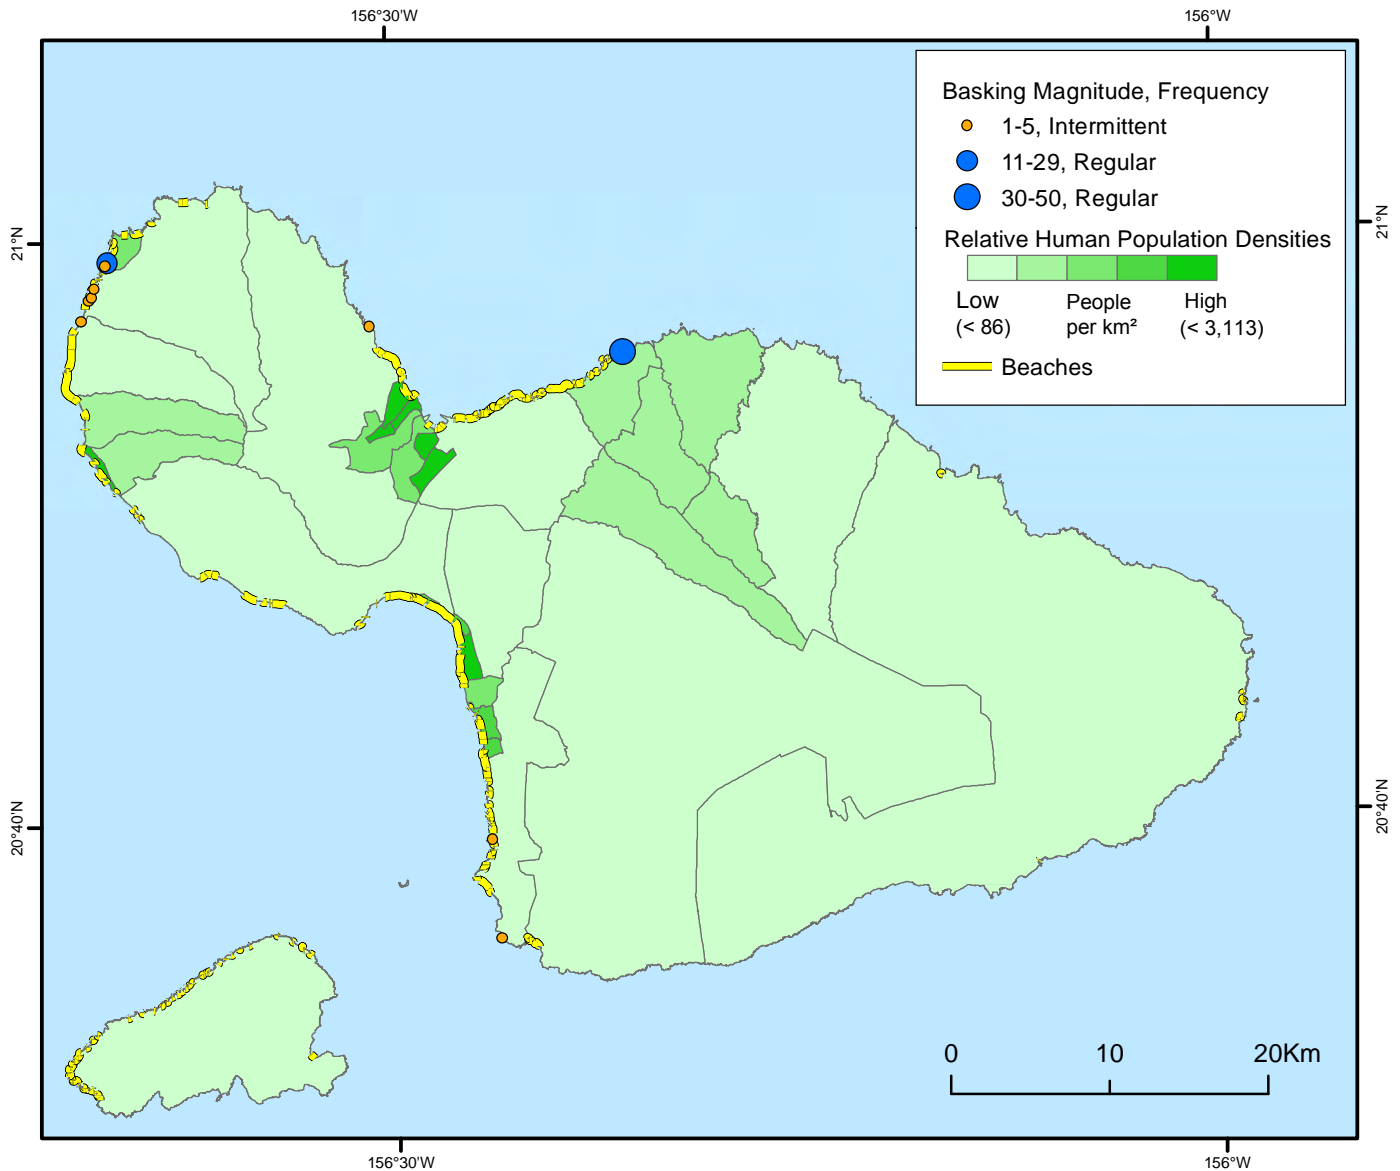 156°30'W
156°W
Basking Magnitude, Frequency
1-5, Intermittent
11-29, Regular
30-50, Regular
Relative Human Population Densities
Low
(< 86)
People
per km²
High
(< 3,113)
Beaches
21°N
21°N
20°40'N
20°40'N
0
10
20Km
156°30'W
156°W